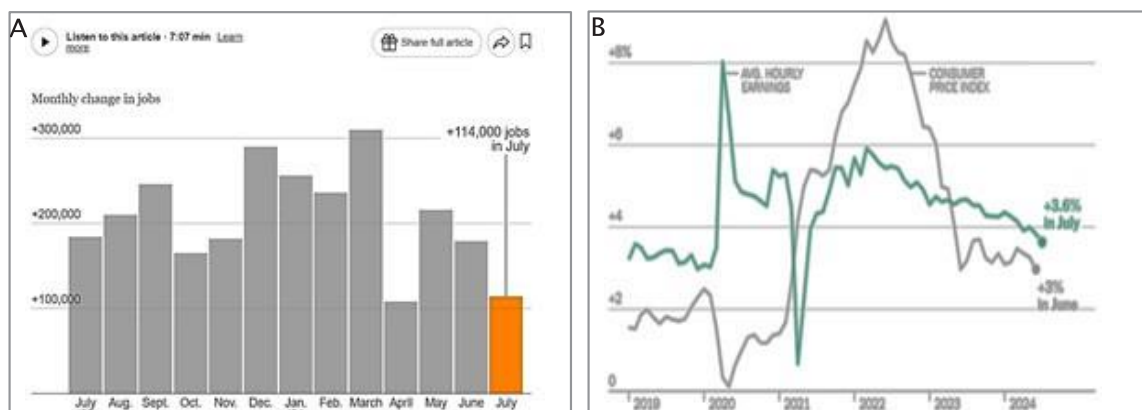 A
Listen to this article · 7:07 min Learn
more
Share full article
Monthly change in jobs
+300,000
+114,000 jobs
in July
+200,000
+100,000
July Aug. Sept. Oct. Nov. Dec. Jan. Feb. March April May June July
B
+8%
AVG. HOURLY
EARNINGS
CONSUMER
PRICE INDEX
+6
+4
+3.6%
in July
+2
+3%
in June
0
2019 2020 2021 2022 2023 2024